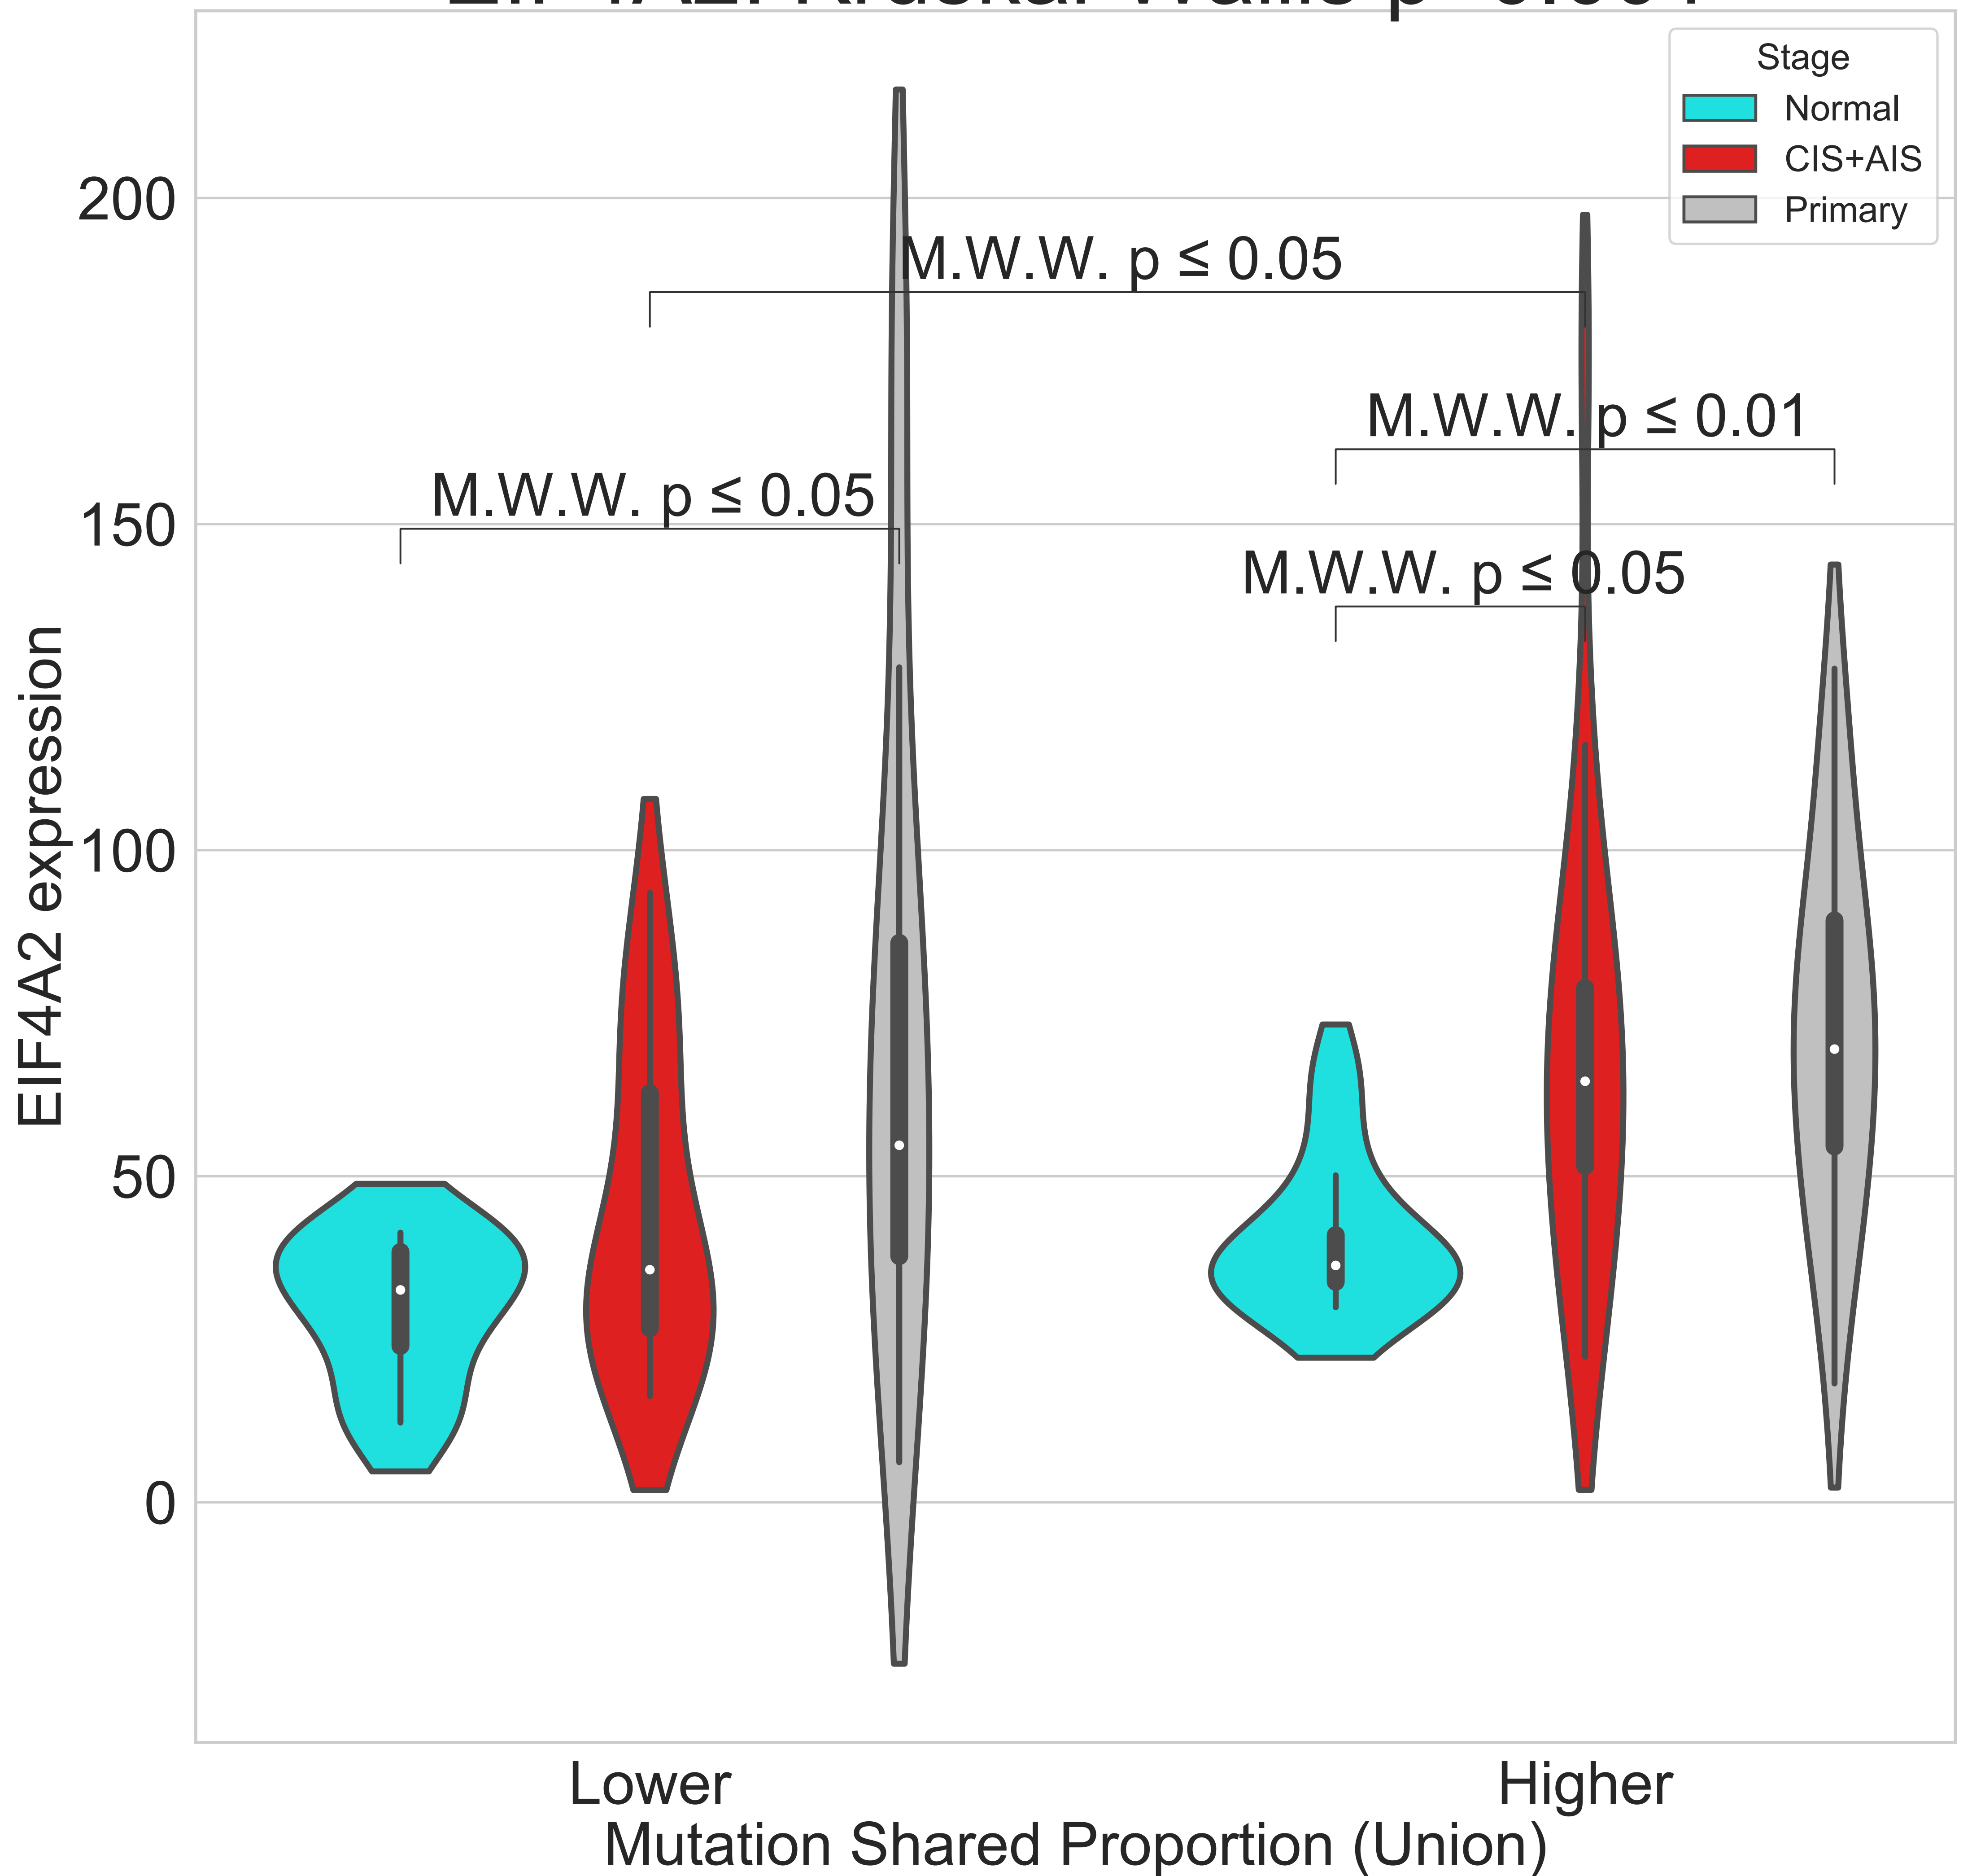 Stage
Normal
CIS+AIS
Primary
200
150
100
50
0
EIF4A2 expression
M.W.W. p ≤ 0.05
M.W.W. p ≤ 0.01
M.W.W. p ≤ 0.05
M.W.W. p ≤ 0.05
Lower
Higher
Mutation Shared Proportion (Union)